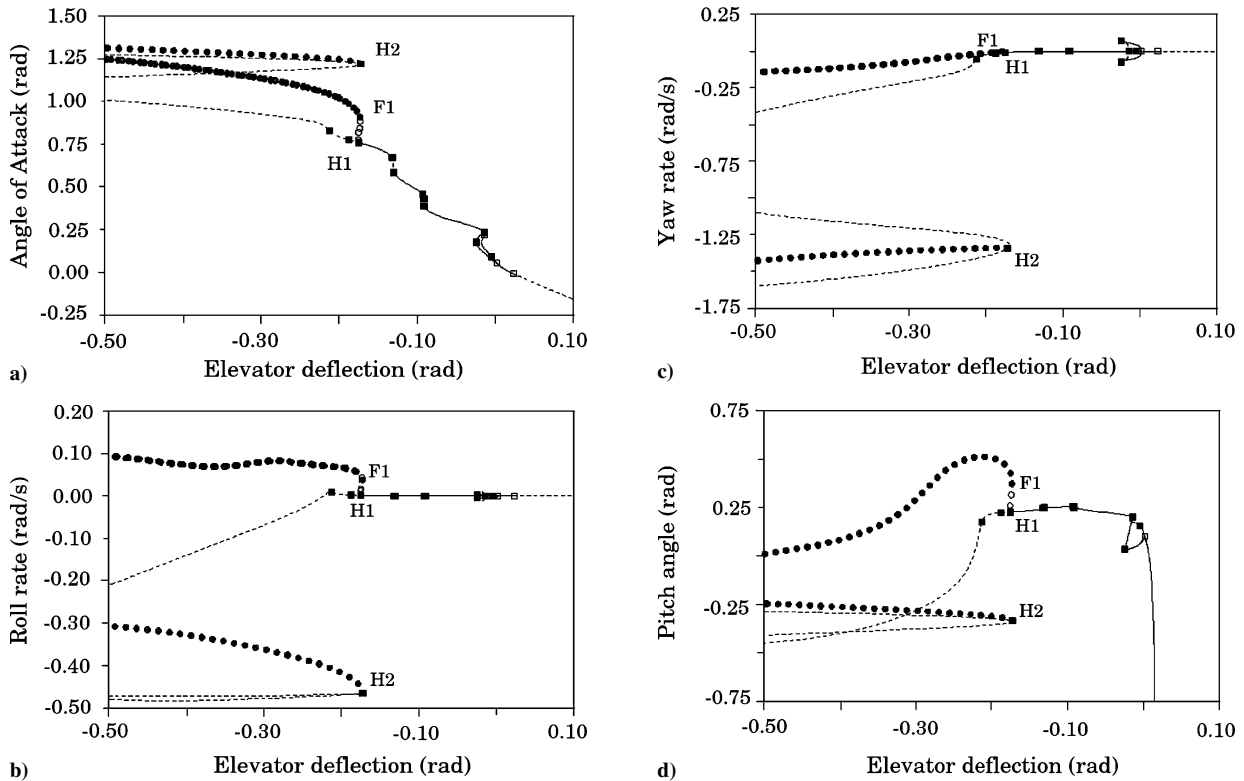 1.50
1.25
1.00
0.75
0.50
0.25
0.00
-0.25
-0.50
-0.30
-0.10
0.10
Angle of Attack (rad)
Elevator deflection (rad)
H2
F1
H1
a)
0.20
0.10
0.00
-0.10
-0.20
-0.30
-0.40
-0.50
-0.50
-0.30
-0.10
0.10
Roll rate (rad/s)
Elevator deflection (rad)
F1
H1
H2
b)
0.25
-0.25
-0.75
-1.25
-1.75
-0.50
-0.30
-0.10
0.10
Yaw rate (rad/s)
Elevator deflection (rad)
F1
H1
H2
c)
0.75
0.25
-0.25
-0.75
-0.50
-0.30
-0.10
0.10
Pitch angle (rad)
Elevator deflection (rad)
F1
H1
H2
d)